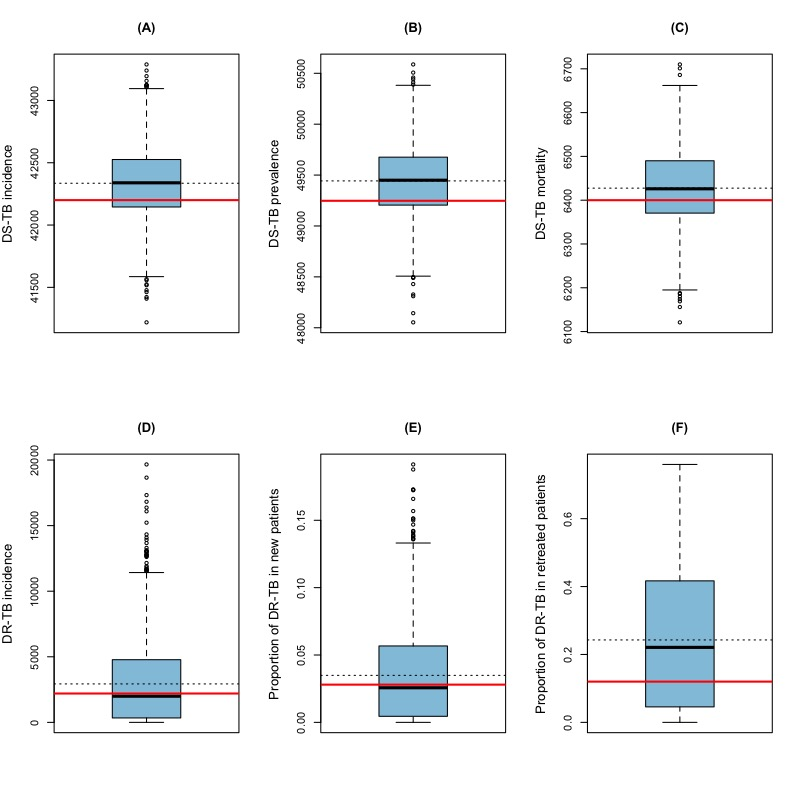 (A)
(B)
(C)
DS-TB incidence
41500
42000
42500
43000
DS-TB prevalence
48000
48500
49000
49500
50000
50500
DS-TB mortality
6100
6200
6300
6400
6500
6600
6700
(D)
(E)
(F)
DR-TB incidence
0
5000
10000
15000
20000
Proportion of DR-TB in new patients
0.00
0.05
0.10
0.15
Proportion of DR-TB in retreated patients
0.0
0.2
0.4
0.6